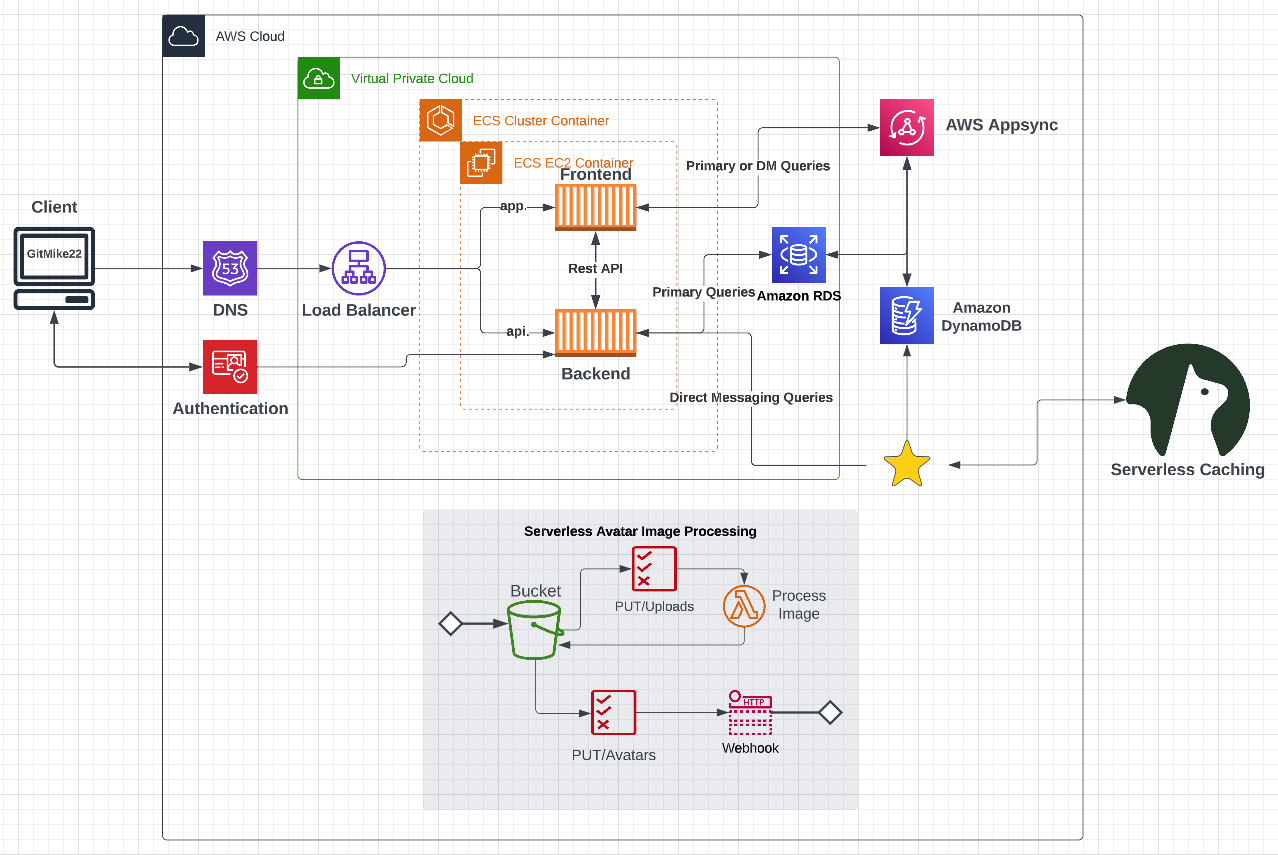 AWS Cloud
Virtual Private Cloud
ECS Cluster Container
AWS Appsync
ECS EC2 Container
Frontend
Primary or DM Queries
Client
app.
GitMike22
53
Rest API
DNS
Load Balancer
Primary Queries
Amazon RDS
Amazon
DynamoDB
api.
Backend
Authentication
Direct Messaging Queries
Serverless Caching
Serverless Avatar Image Processing
Bucket
PUT/Uploads
Process
Image
HTTP
PUT/Avatars
Webhook